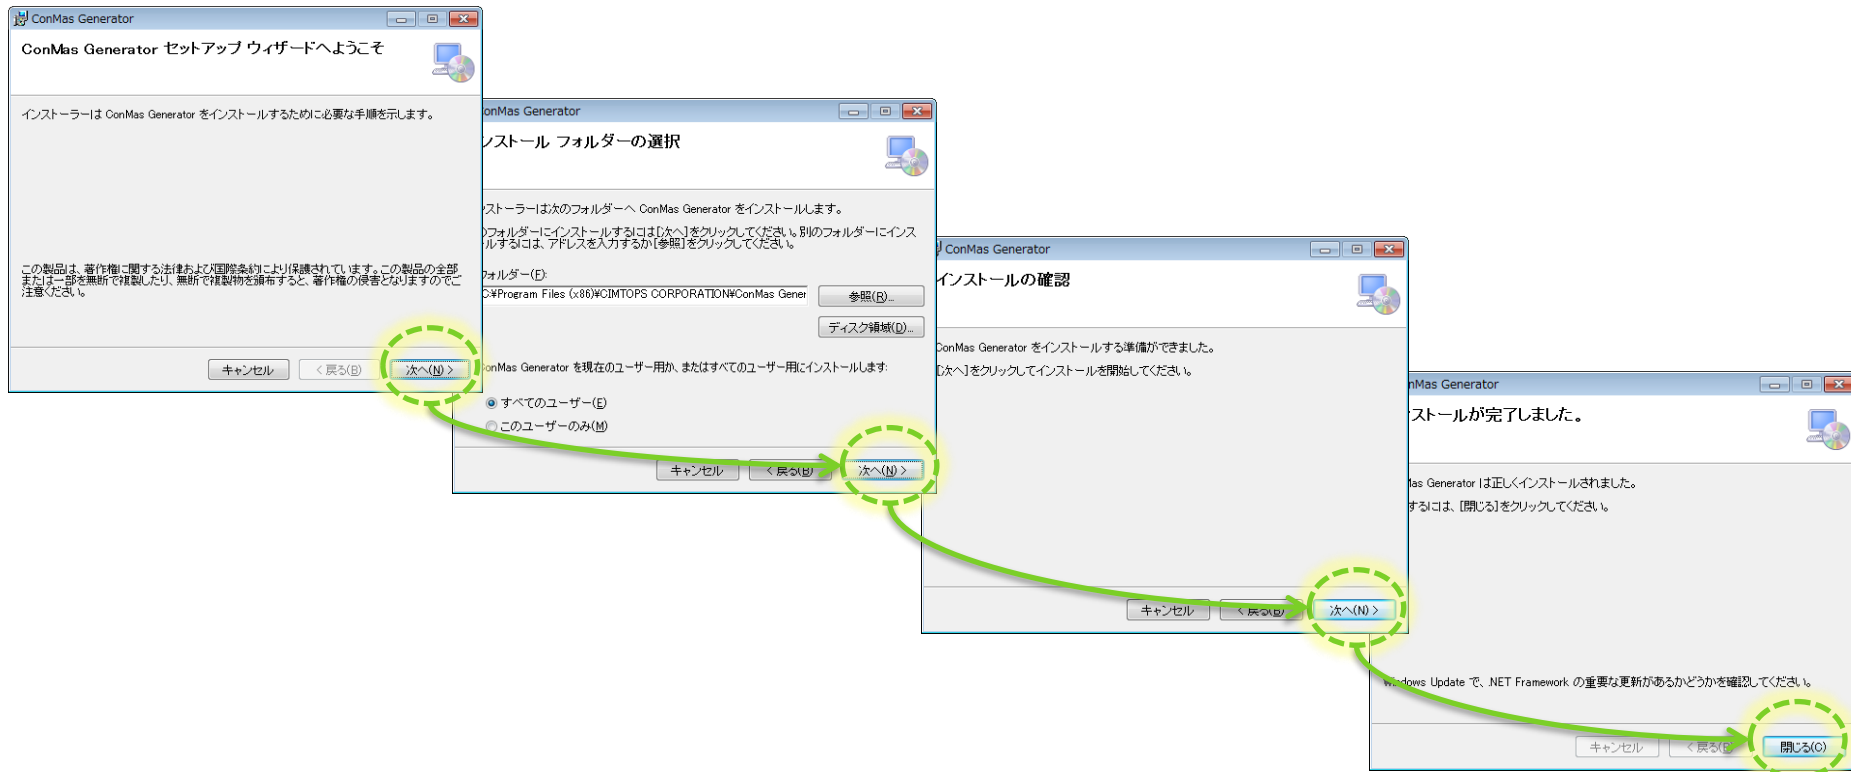 ConMas Generator
ConMas Generator セットアップ ウィザードへようこそ
インストーラーは ConMas Generator をインストールするために必要な手順を示します。
この製品は、著作権に関する法律および国際条約により保護されています。この製品の全部
または一部を無断で複製したり、無断で複製物を頒布すると、著作権の侵害となりますのでご
注意ください。
キャンセル
< 戻る(B)
次へ(N) >
onMas Generator
ンストール フォルダーの選択
ンストーラーは次のフォルダーへ ConMas Generator をインストールします。
のフォルダーにインストールするには[次へ]をクリックしてください。別のフォルダーにインス
ールするには、アドレスを入力するか[参照]をクリックしてください。
フォルダー(F):
C:¥Program Files (x86)¥CIMTOPS CORPORATION¥ConMas Gener
参照(R)...
ディスク領域(D)...
ConMas Generator を現在のユーザー用か、またはすべてのユーザー用にインストールします:
すべてのユーザー(E)
このユーザーのみ(M)
キャンセル
< 戻る(B)
次へ(N) >
ConMas Generator
インストールの確認
ConMas Generator をインストールする準備ができました。
[次へ]をクリックしてインストールを開始してください。
キャンセル
< 戻る(B)
次へ(N) >
nMas Generator
ストールが完了しました。
Mas Generator は正しくインストールされました。
するには、[閉じる]をクリックしてください。
Windows Update で、.NET Framework の重要な更新があるかどうかを確認してください。
キャンセル
< 戻る(B)
閉じる(C)